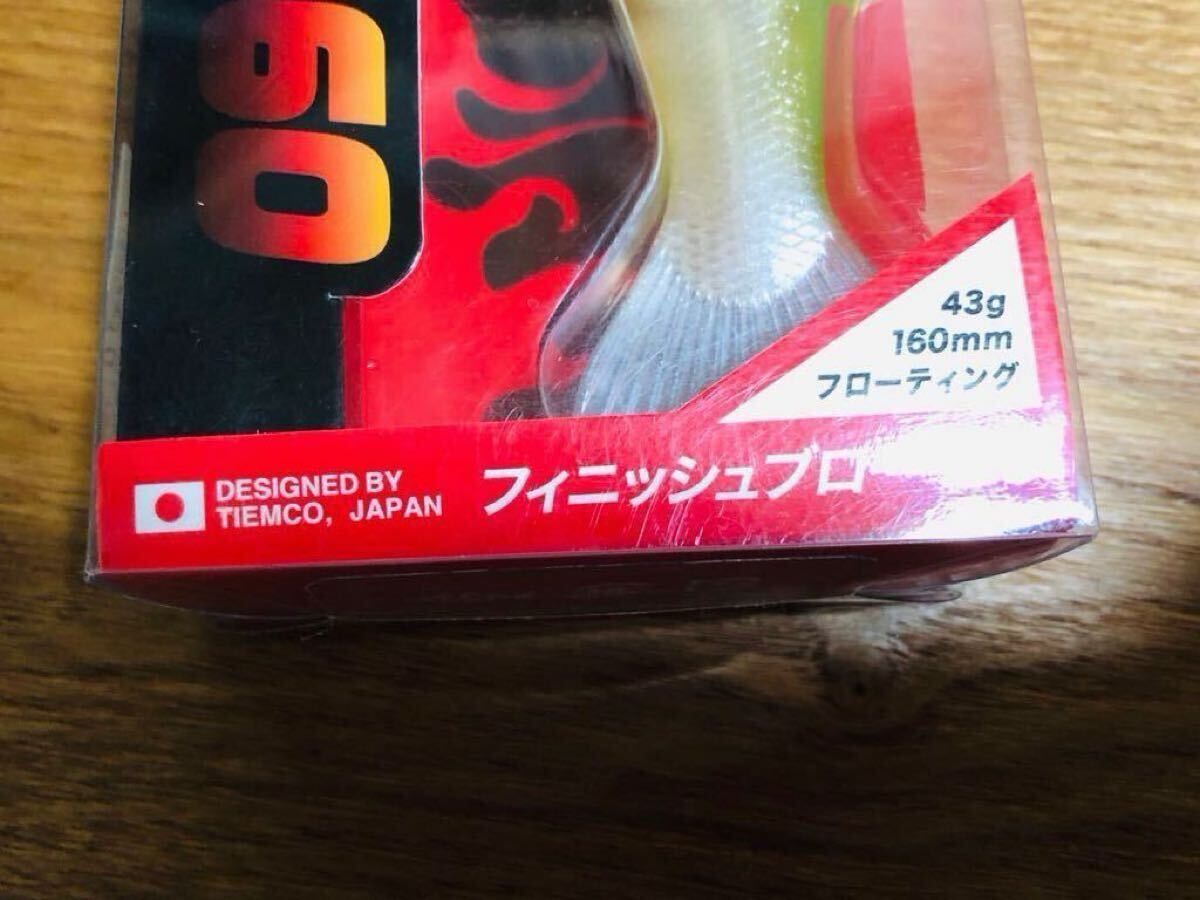 60
43g
160mm
フローティング
DESIGNED BY
TIEMCO, JAPAN
フィニッシュブロー